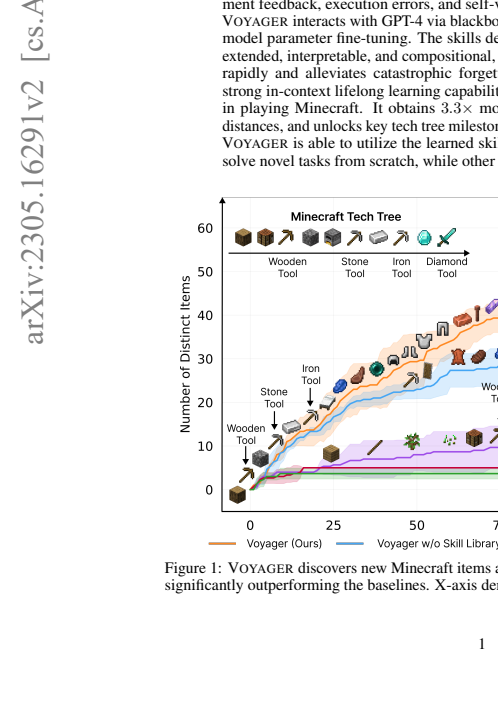 arXiv:2305.16291v2 [cs.A
ment feedback, execution errors, and self-v
VOYAGER interacts with GPT-4 via blackbo
model parameter fine-tuning. The skills de
extended, interpretable, and compositional,
rapidly and alleviates catastrophic forget
strong in-context lifelong learning capabilit
in playing Minecraft. It obtains 3.3× mo
distances, and unlocks key tech tree mileston
VOYAGER is able to utilize the learned ski
solve novel tasks from scratch, while other
Minecraft Tech Tree
Wooden Tool
Stone Tool
Iron Tool
Diamond Tool
Number of Distinct Items
60
50
40
30
20
10
0
Wooden
Tool
Stone
Tool
Iron
Tool
Woo
To
0 25 50 7
Voyager (Ours) Voyager w/o Skill Library
Figure 1: VOYAGER discovers new Minecraft items a
significantly outperforming the baselines. X-axis den
1